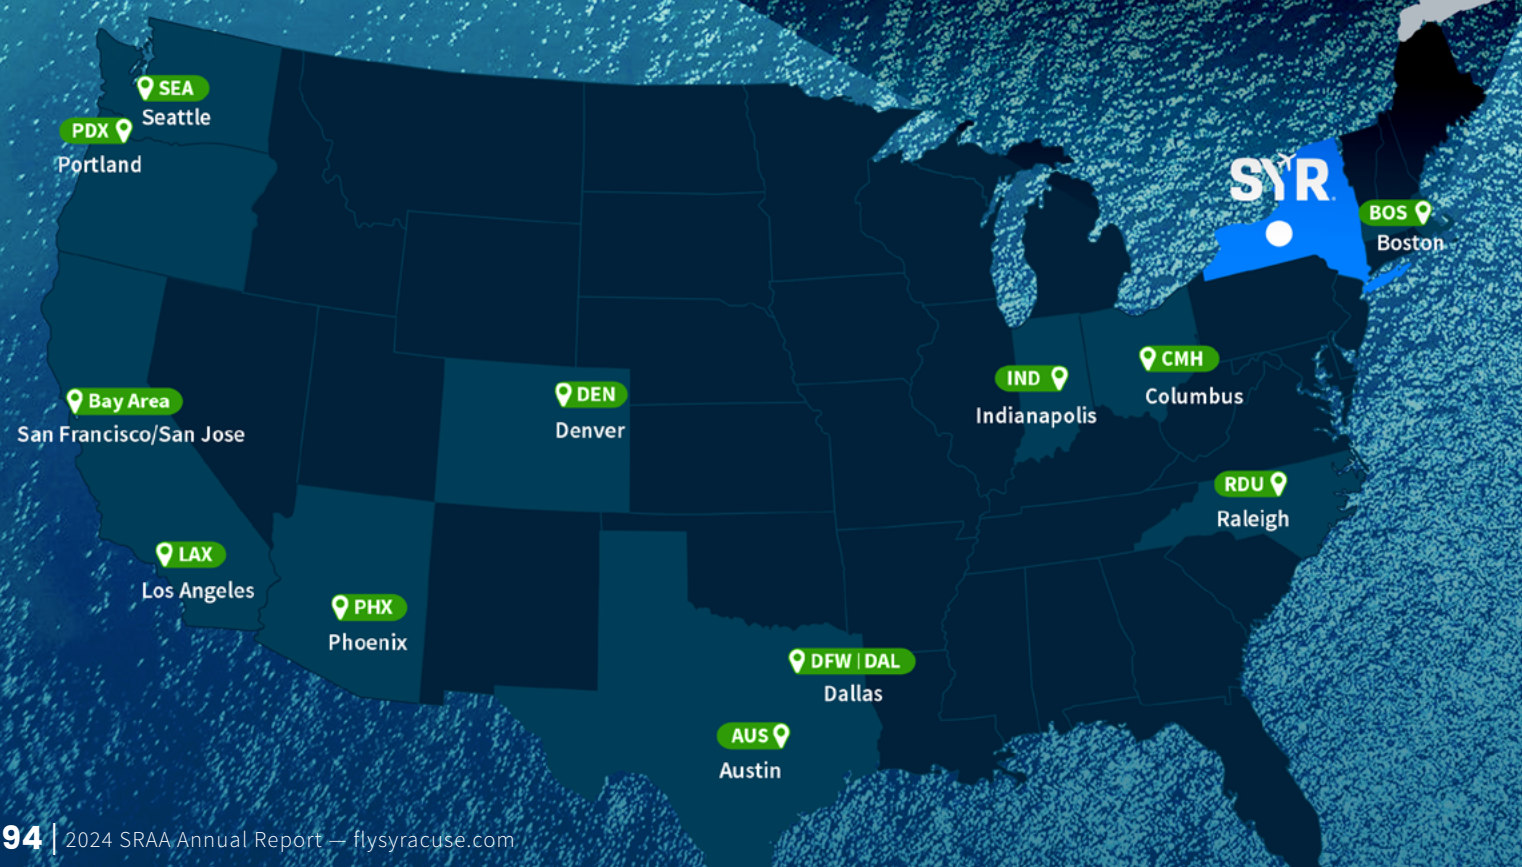 SEA
Seattle
PDX
Portland
SYR
BOS
Boston
CMH
Columbus
IND
Indianapolis
DEN
Denver
Bay Area
San Francisco/San Jose
RDU
Raleigh
LAX
Los Angeles
PHX
Phoenix
DFW | DAL
Dallas
AUS
Austin
94 | 2024 SRAA Annual Report — flysyracuse.com